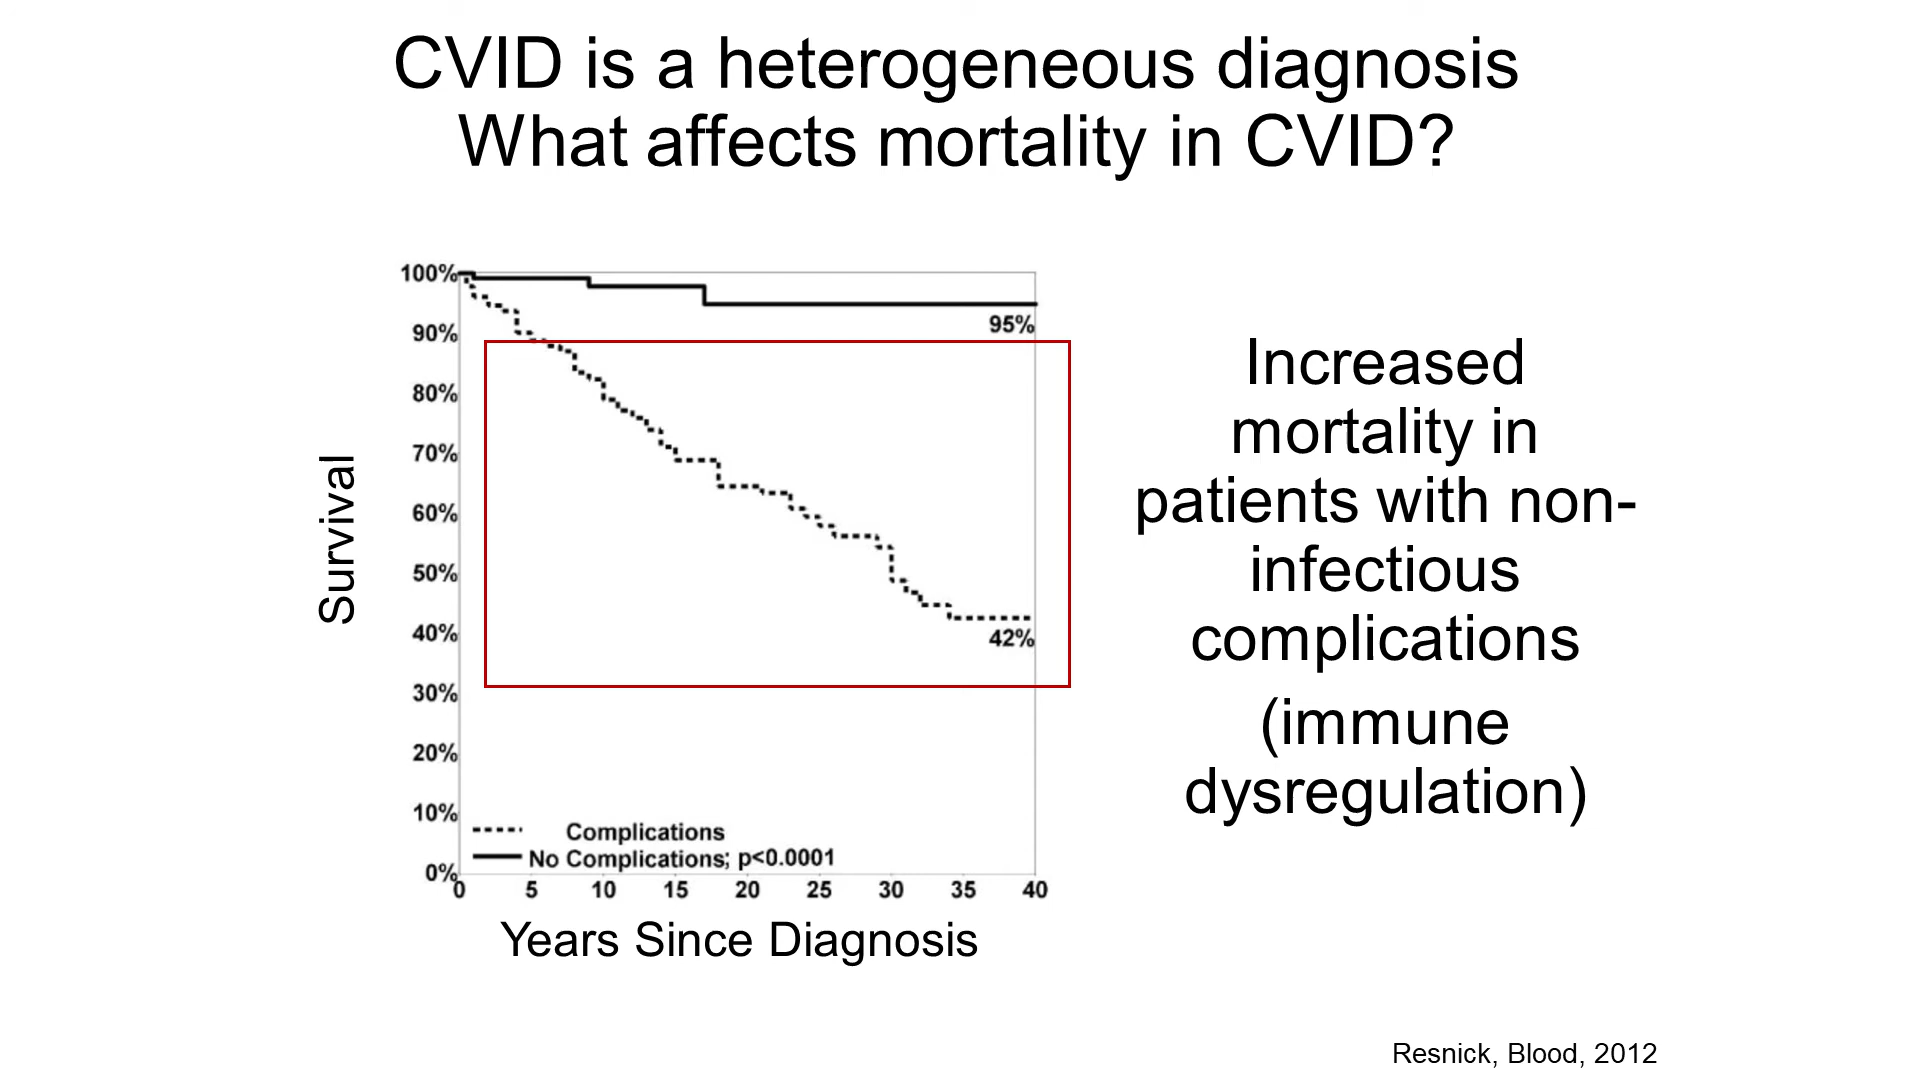 CVID is a heterogeneous diagnosis
What affects mortality in CVID?
100%
90%
80%
70%
60%
50%
40%
30%
20%
10%
0%
Survival
95%
42%
Complications
No Complications; p<0.0001
0 5 10 15 20 25 30 35 40
Years Since Diagnosis
Increased
mortality in
patients with non-
infectious
complications
(immune
dysregulation)
Resnick, Blood, 2012